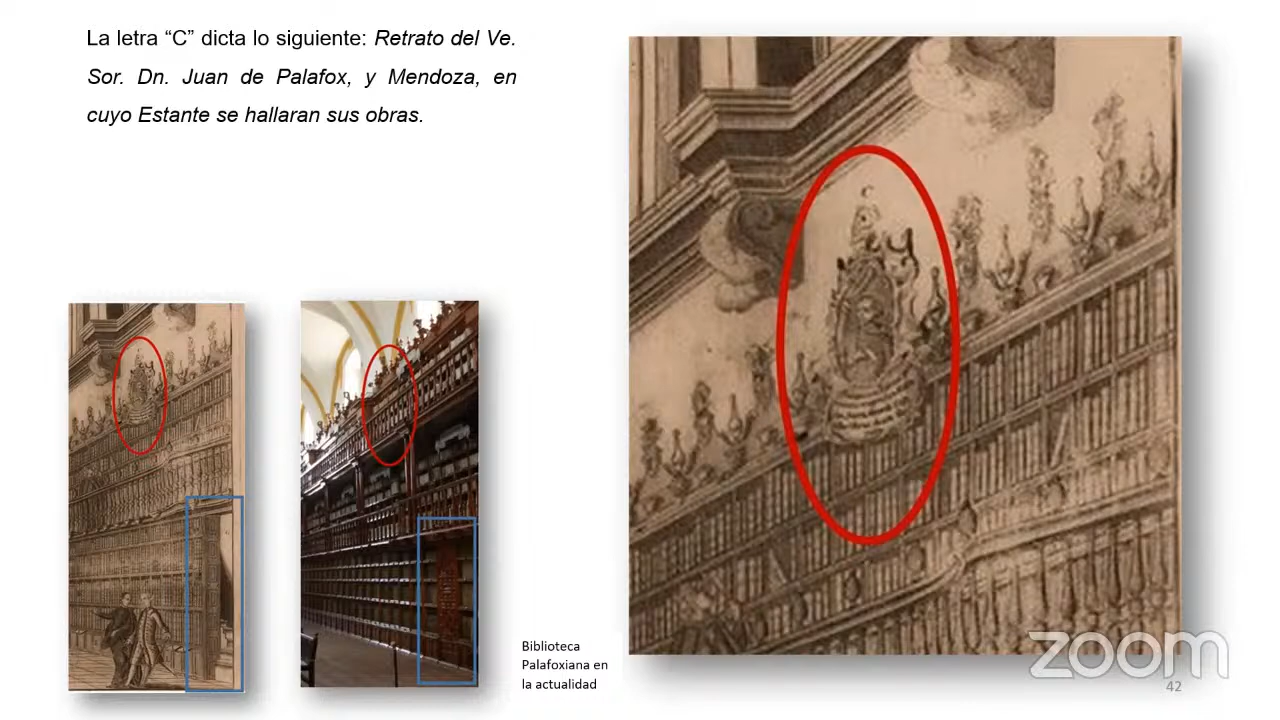 La letra “C” dicta lo siguiente: Retrato del Ve.
Sor. Dn. Juan de Palafox, y Mendoza, en
cuyo Estante se hallaran sus obras.
Biblioteca
Palafoxiana en
la actualidad
zoom
42